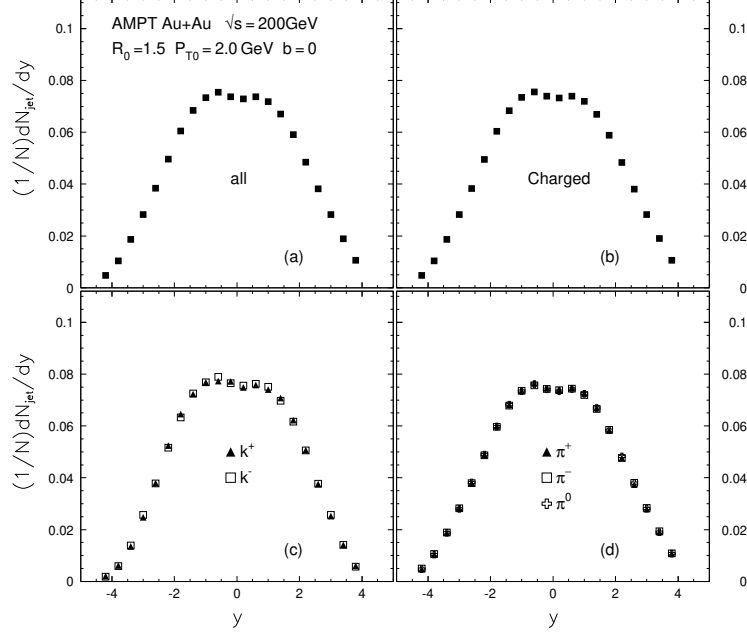 AMPT Au+Au √s = 200GeV
R0 =1.5 PT0 = 2.0 GeV b = 0
(1/N)dNjet/dy
0.1
0.08
0.06
0.04
0.02
0
all
(a)
Charged
(b)
0.1
0.08
0.06
0.04
0.02
0
(1/N)dNjet/dy
0.1
0.08
0.06
0.04
0.02
0
k+
k-
(c)
π+
π−
π0
(d)
0.1
0.08
0.06
0.04
0.02
0
-4 -2 0 2 4
y
-4 -2 0 2 4
y